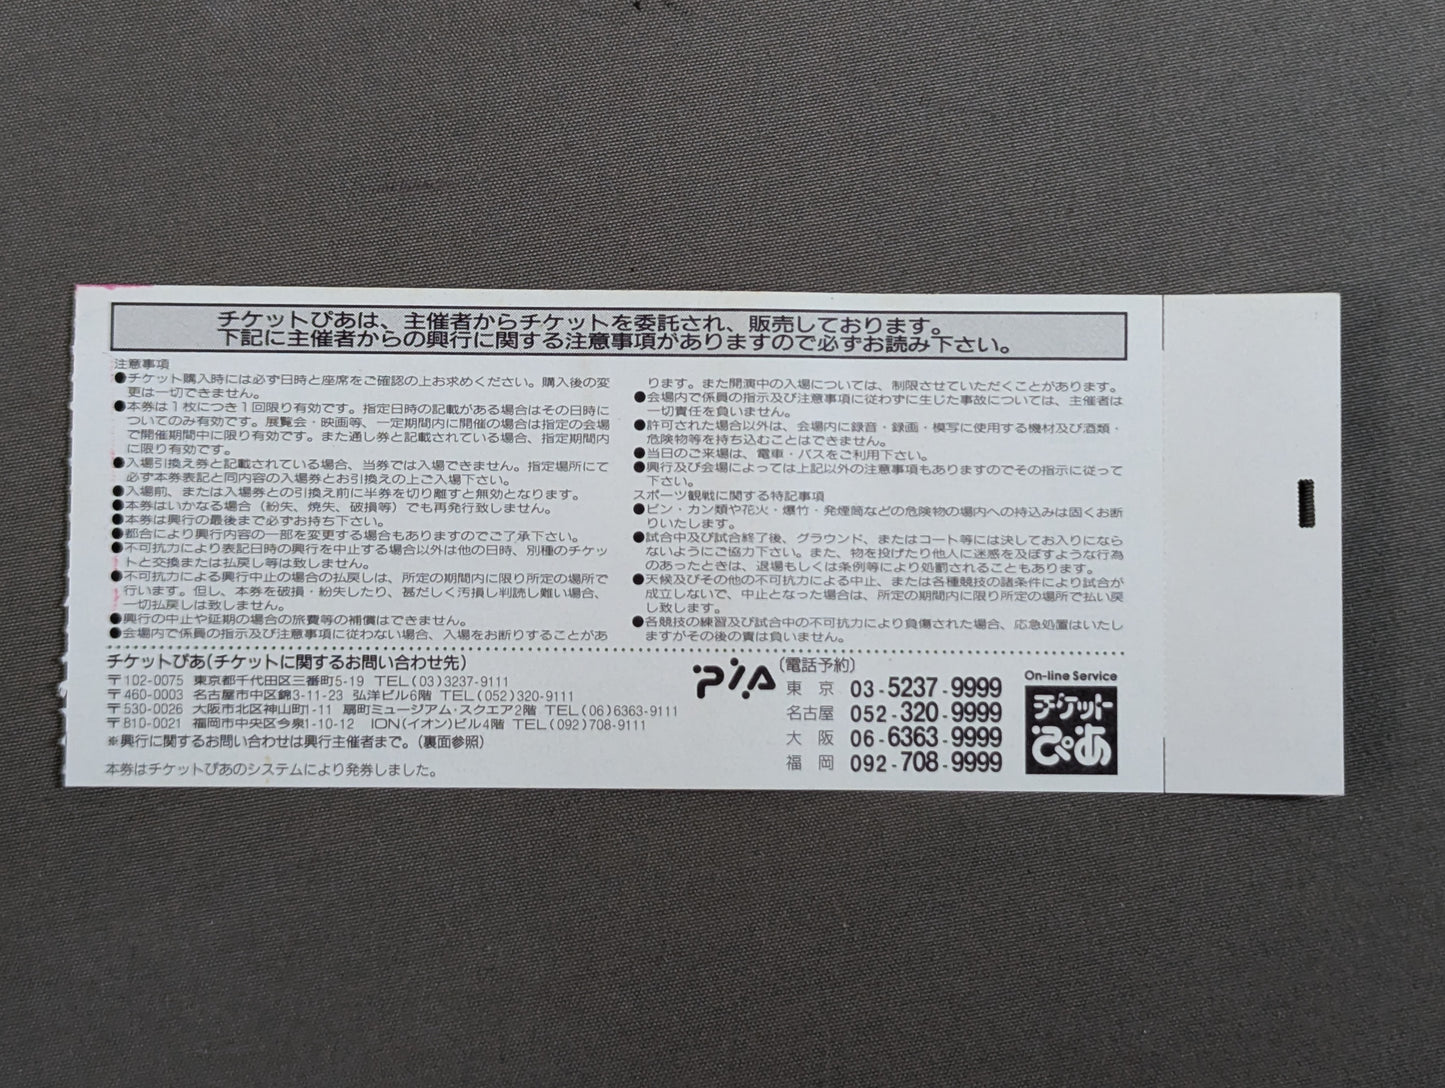 チケットぴあは、主催者からチケットを委託され、販売しております。
下記に主催者からの興行に関する注意事項がありますので必ずお読み下さい。
注意事項
●チケット購入時には必ず日時と座席をご確認の上お求めください。購入後の変
更は一切できません。
●本券は1枚につき1回限り有効です。指定日時の記載がある場合はその日時に
ついてのみ有効です。展覧会・映画等、一定期間内に開催の場合は指定の会場
で開催期間中に限り有効です。また通し券と記載されている場合、指定期間内
に限り有効です。
●入場引換え券と記載されている場合、当券では入場できません。指定場所にて
必ず本券表記と同内容の入場券とお引換えの上ご入場下さい。
●入場前、または入場券との引換え前に半券を切り離すと無効となります。
●本券はいかなる場合（紛失、焼失、破損等）でも再発行致しません。
●本券は興行の最後まで必ずお持ち下さい。
●都合により興行内容の一部を変更する場合もありますのでご了承下さい。
●不可抗力により表記日時の興行を中止する場合以外は他の日時、別種のチケッ
トと交換または払戻し等は致しません。
●不可抗力による興行中止の場合の払戻しは、所定の期間内に限り所定の場所で
行います。但し、本券を破損・紛失したり、甚だしく汚損し判読し難い場合、
一切払戻しは致しません。
●興行の中止や延期の場合の旅費等の補償はできません。
●会場内で係員の指示及び注意事項に従わない場合、入場をお断りすることがあ
ります。また開演中の入場については、制限させていただくことがあります。
●会場内で係員の指示及び注意事項に従わずに生じた事故については、主催者は
一切責任を負いません。
●許可された場合以外は、会場内に録音・録画・模写に使用する機材及び酒類・
危険物等を持ち込むことはできません。
●当日のご来場は、電車・バスをご利用下さい。
●興行及び会場によっては上記以外の注意事項もありますのでその指示に従って
下さい。
スポーツ観戦に関する特記事項
●ビン・カン類や花火・爆竹・発煙筒などの危険物の場内への持込みは固くお断
りいたします。
●試合中及び試合終了後、グラウンド、またはコート等には決してお入りになら
ないようにご協力下さい。また、物を投げたり他人に迷惑を及ぼすような行為
のあったときは、退場もしくは条例等により処罰されることもあります。
●天候及びその他の不可抗力による中止、または各種競技の諸条件により試合が
成立しないで、中止となった場合は、所定の期間内に限り所定の場所で払い戻
し致します。
●各競技の練習及び試合中の不可抗力により負傷された場合、応急処置はいたし
ますがその後の責は負いません。
チケットぴあ(チケットに関するお問い合わせ先)
〒102-0075 東京都千代田区三番町5-19 TEL(03)3237-9111
〒460-0003 名古屋市中区錦3-11-23 弘洋ビル6階 TEL(052)320-9111
〒530-0026 大阪市北区神山町1-11 扇町ミュージアム・スクエア2階 TEL(06)6363-9111
〒810-0021 福岡市中央区今泉1-10-12 ION(イオン)ビル4階 TEL(092)708-9111
※興行に関するお問い合わせは興行主催者まで。(裏面参照)
本券はチケットぴあのシステムにより発券しました。
PIA
(電話予約)
東京 03-5237-9999
名古屋 052-320-9999
大阪 06-6363-9999
福岡 092-708-9999
On-line Service
チケット
ぴあ